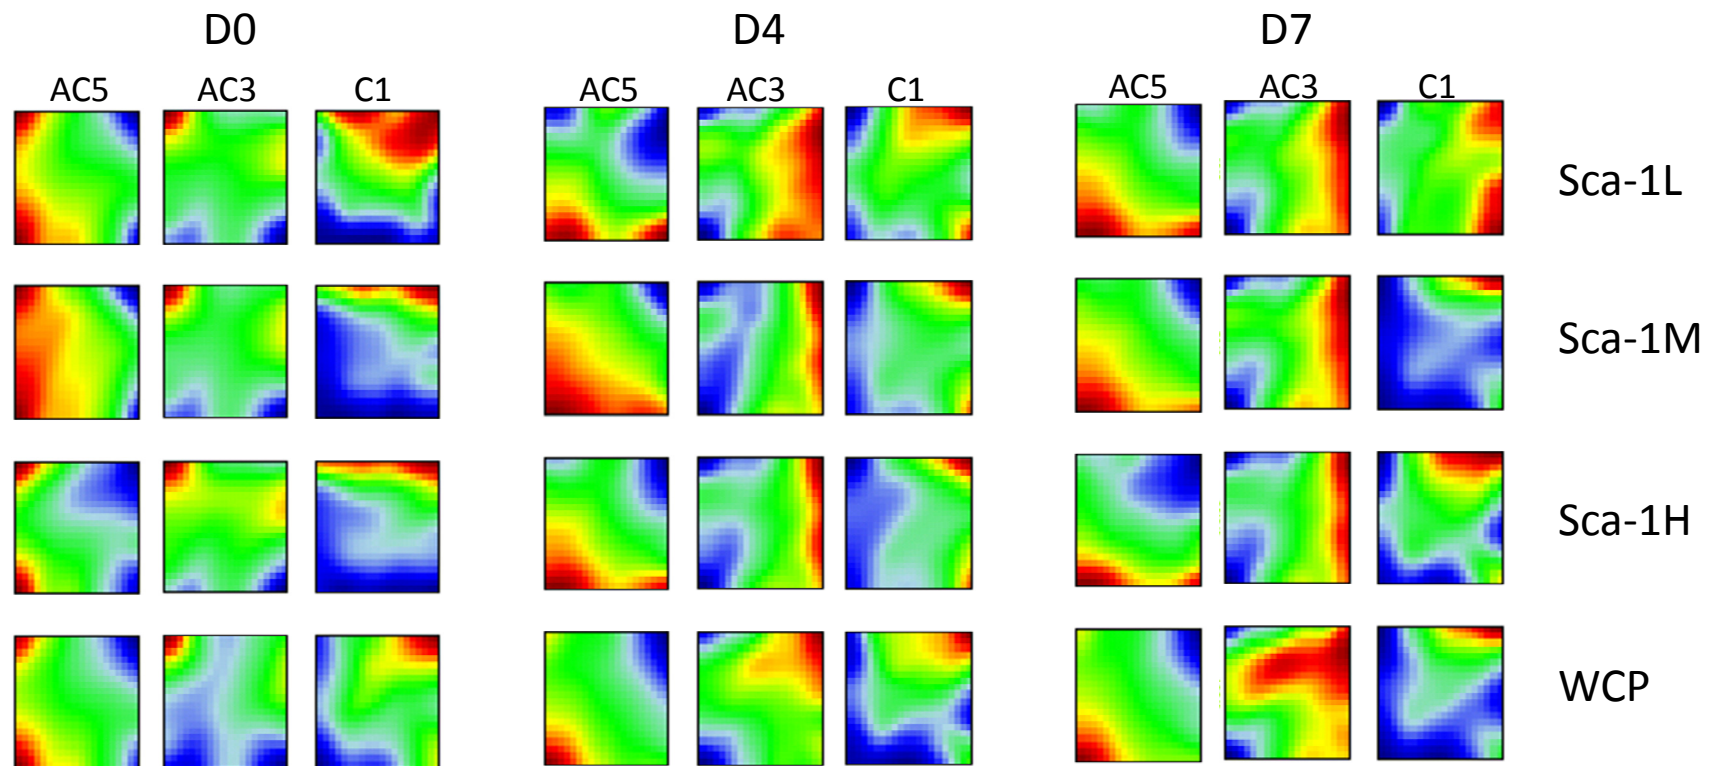 D0 D4 D7
AC5 AC3 C1 AC5 AC3 C1 AC5 AC3 C1
Sca-1L
Sca-1M
Sca-1H
WCP